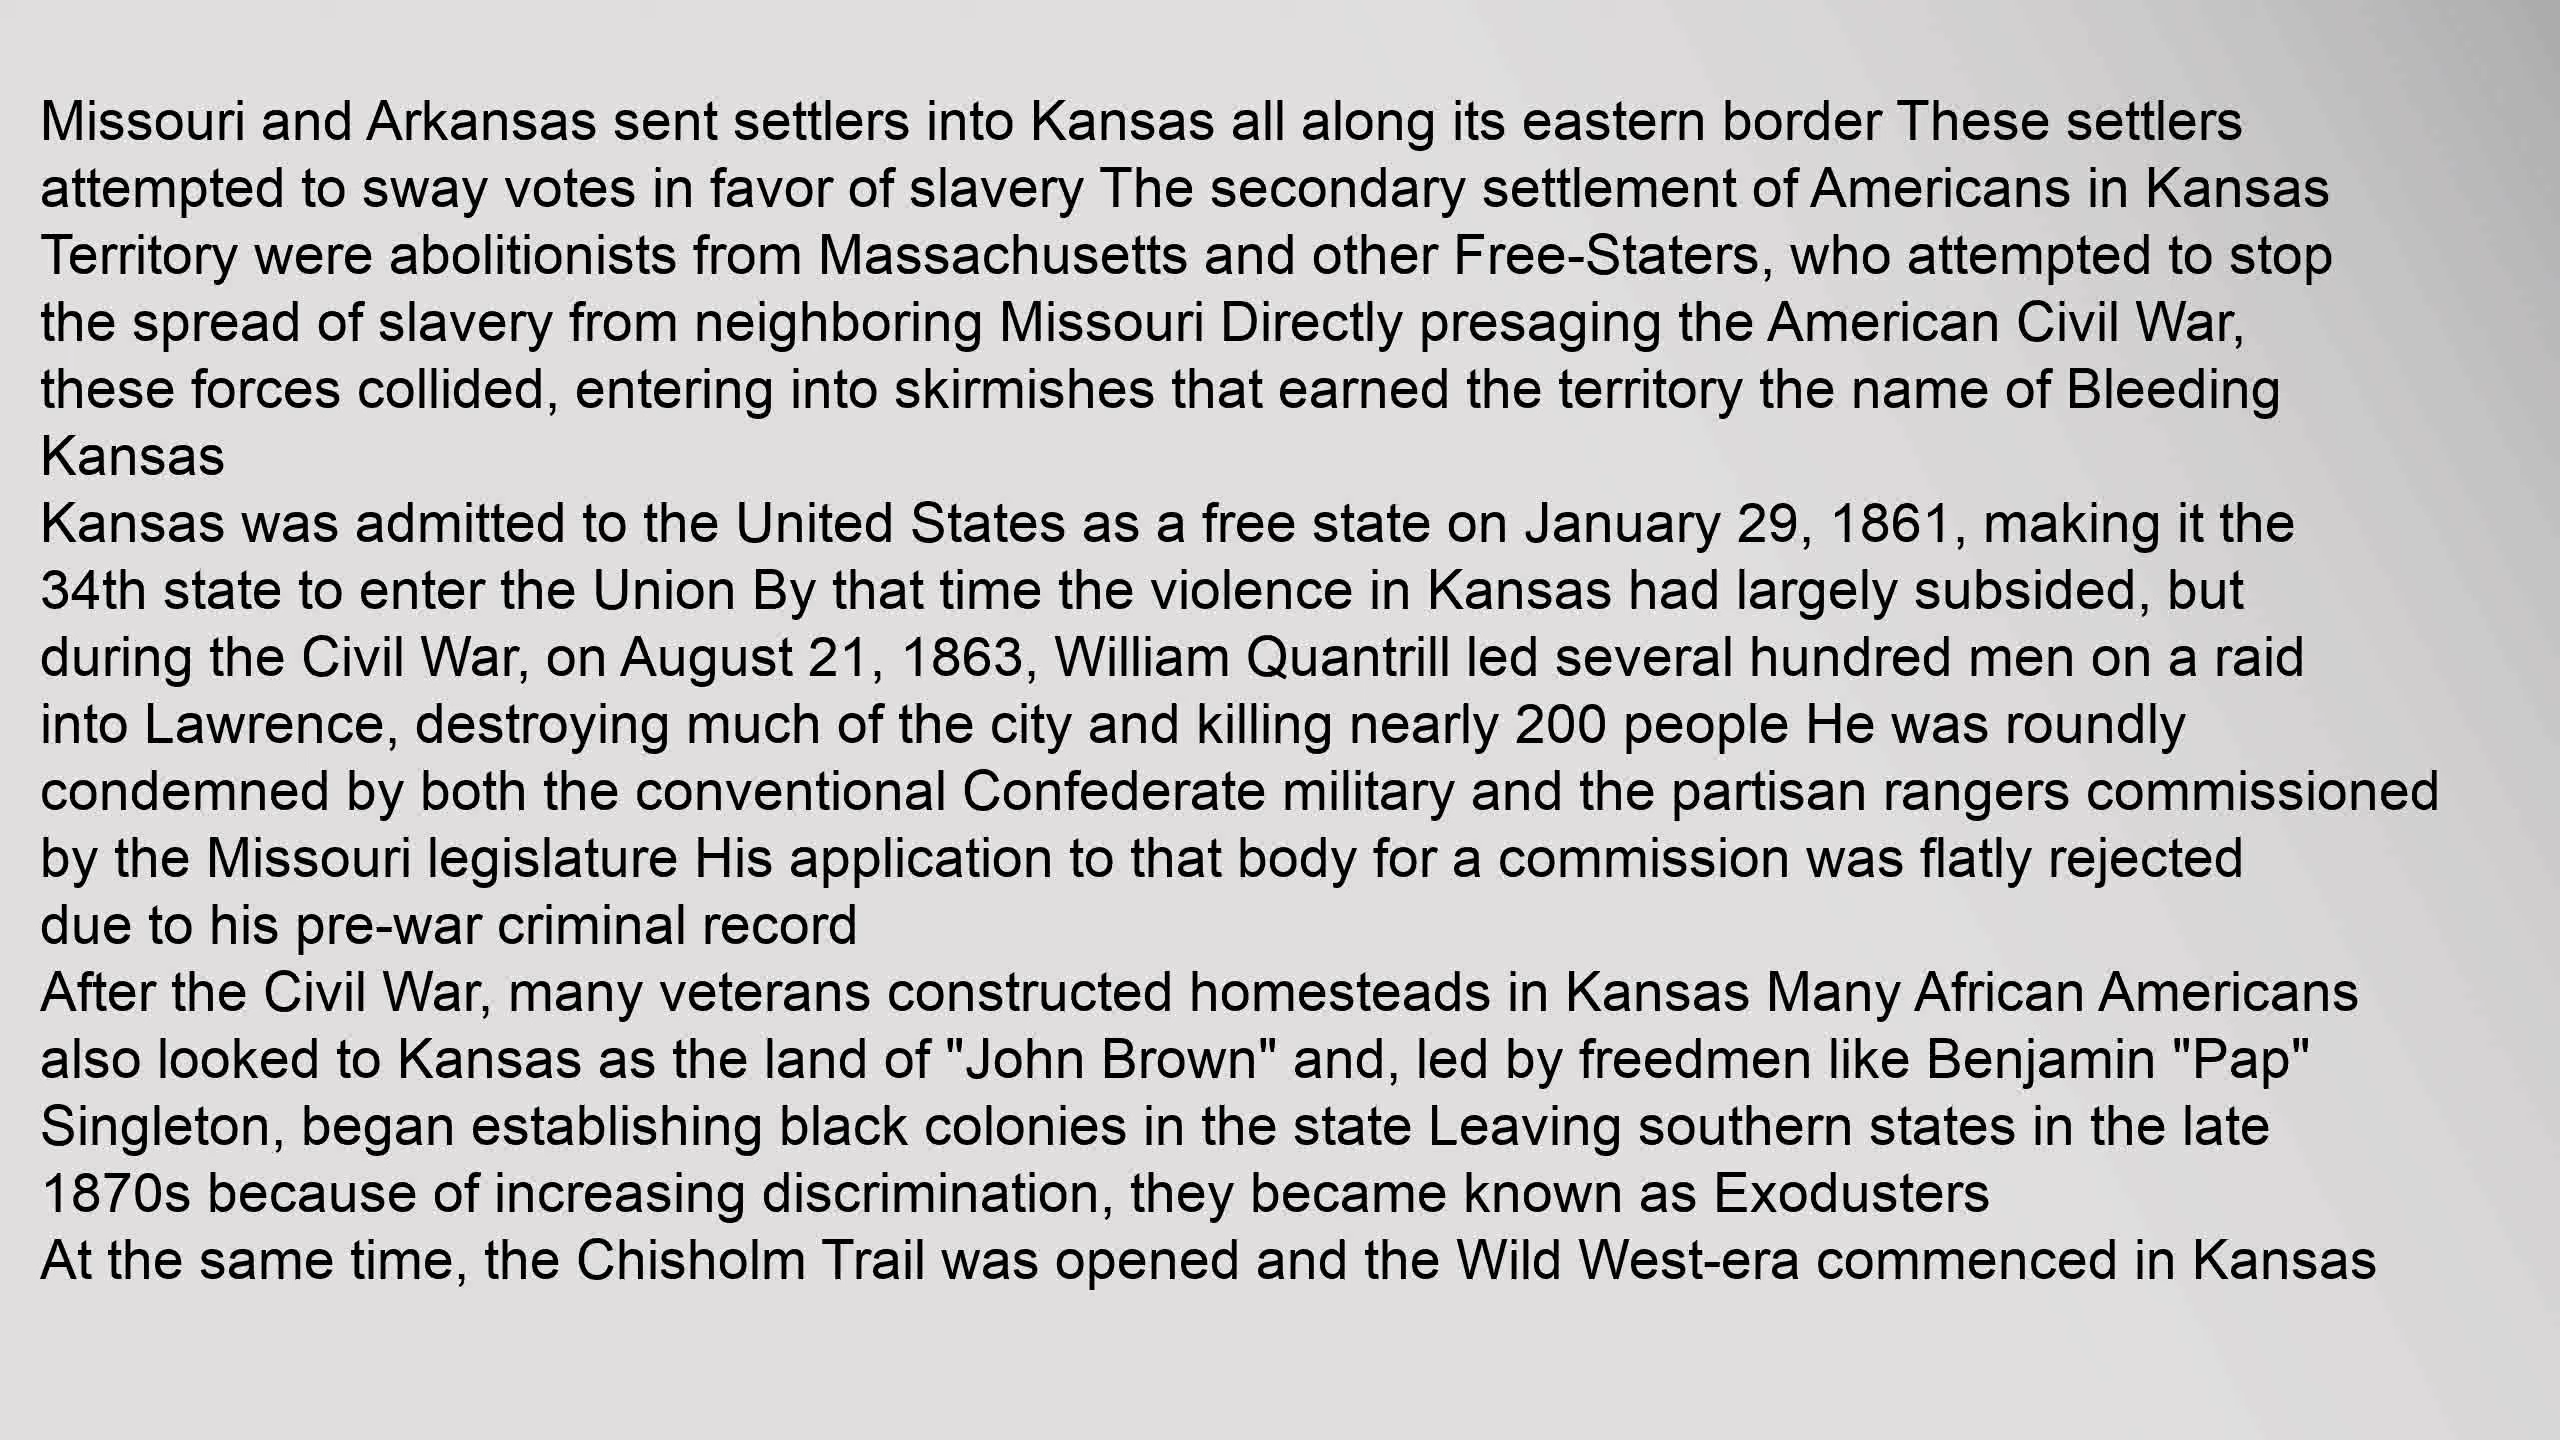 Missouri and Arkansas sent settlers into Kansas all along its eastern border These settlers
attempted to sway votes in favor of slavery The secondary settlement of Americans in Kansas
Territory were abolitionists from Massachusetts and other Free-Staters, who attempted to stop
the spread of slavery from neighboring Missouri Directly presaging the American Civil War,
these forces collided, entering into skirmishes that earned the territory the name of Bleeding
Kansas
Kansas was admitted to the United States as a free state on January 29, 1861, making it the
34th state to enter the Union By that time the violence in Kansas had largely subsided, but
during the Civil War, on August 21, 1863, William Quantrill led several hundred men on a raid
into Lawrence, destroying much of the city and killing nearly 200 people He was roundly
condemned by both the conventional Confederate military and the partisan rangers commissioned
by the Missouri legislature His application to that body for a commission was flatly rejected
due to his pre-war criminal record
After the Civil War, many veterans constructed homesteads in Kansas Many African Americans
also looked to Kansas as the land of "John Brown" and, led by freedmen like Benjamin "Pap"
Singleton, began establishing black colonies in the state Leaving southern states in the late
1870s because of increasing discrimination, they became known as Exodusters
At the same time, the Chisholm Trail was opened and the Wild West-era commenced in Kansas